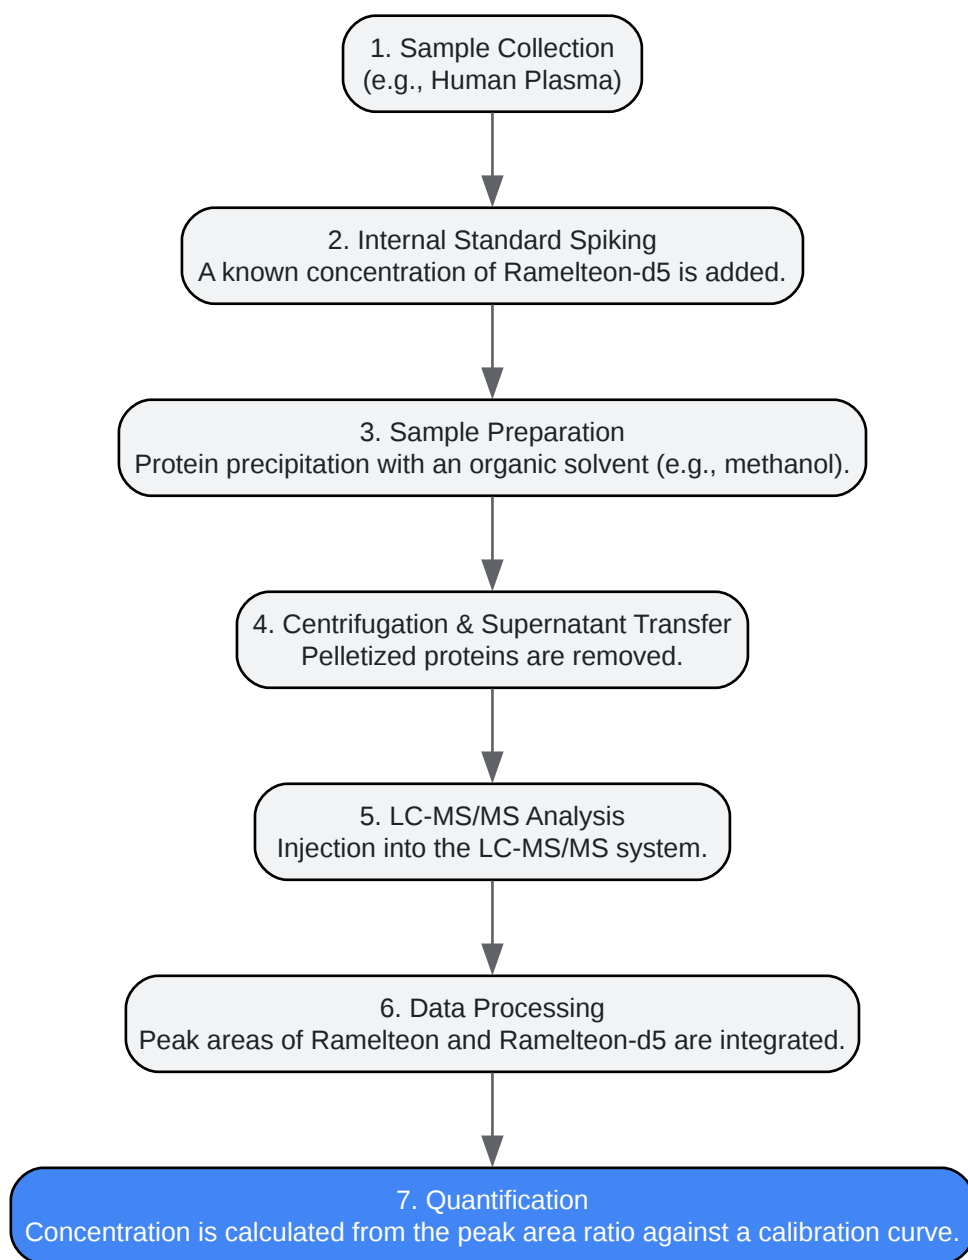 1. Sample Collection
(e.g., Human Plasma)
2. Internal Standard Spiking
A known concentration of Ramelteon-d5 is added.
3. Sample Preparation
Protein precipitation with an organic solvent (e.g., methanol).
4. Centrifugation & Supernatant Transfer
Pelletized proteins are removed.
5. LC-MS/MS Analysis
Injection into the LC-MS/MS system.
6. Data Processing
Peak areas of Ramelteon and Ramelteon-d5 are integrated.
7. Quantification
Concentration is calculated from the peak area ratio against a calibration curve.